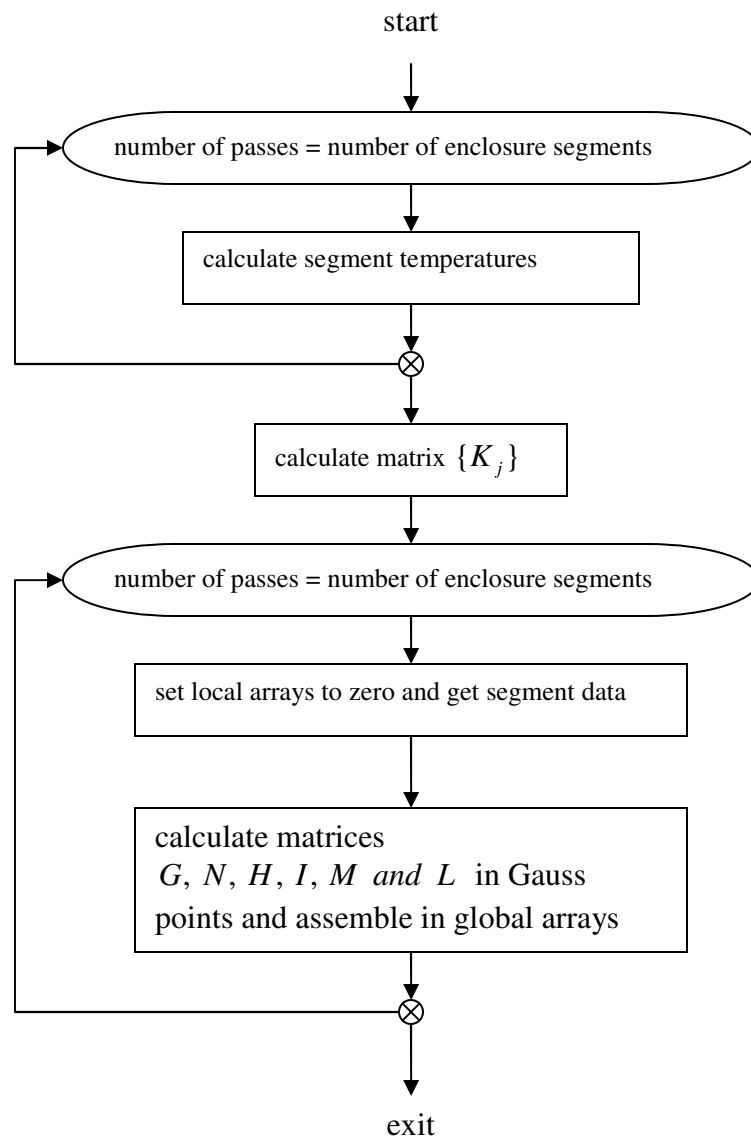 start
number of passes = number of enclosure segments
calculate segment temperatures
calculate matrix {K_j}
number of passes = number of enclosure segments
set local arrays to zero and get segment data
calculate matrices
G, N, H, I, M and L in Gauss
points and assemble in global arrays
exit